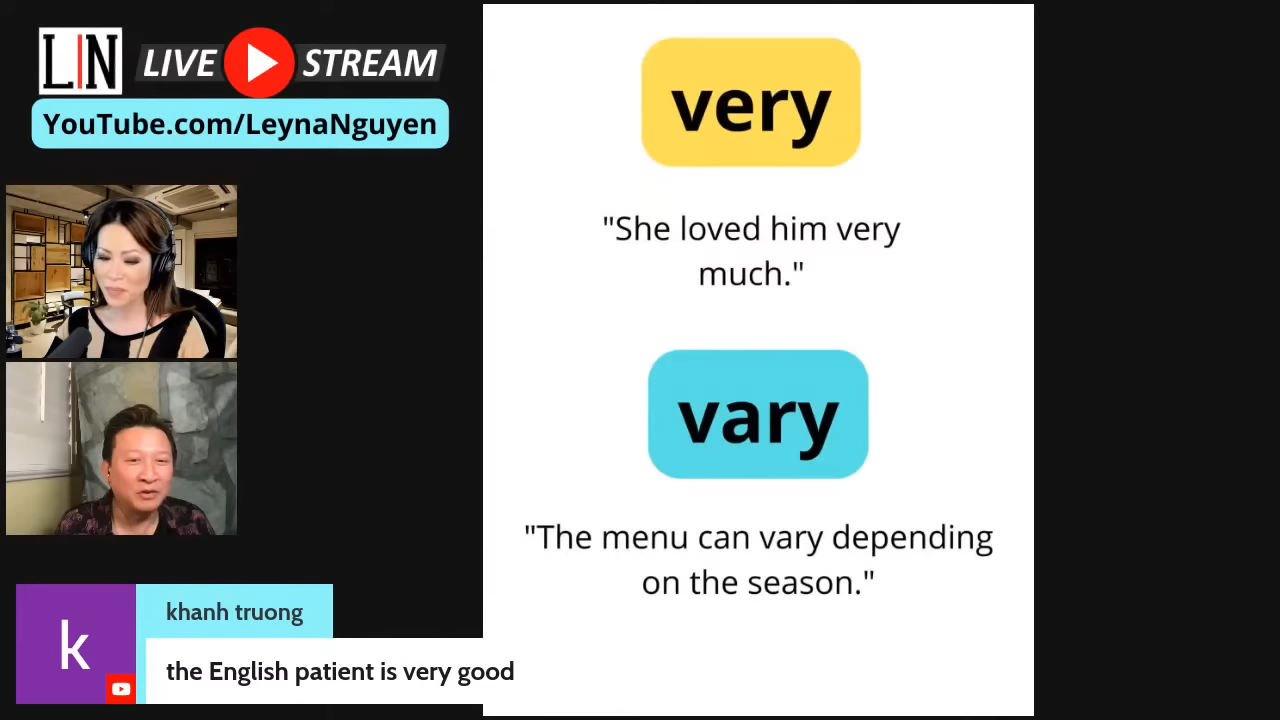 LIN LIVE STREAM
YouTube.com/LeynaNguyen
very
"She loved him very
much."
vary
"The menu can vary depending
on the season."
k
khanh truong
the English patient is very good